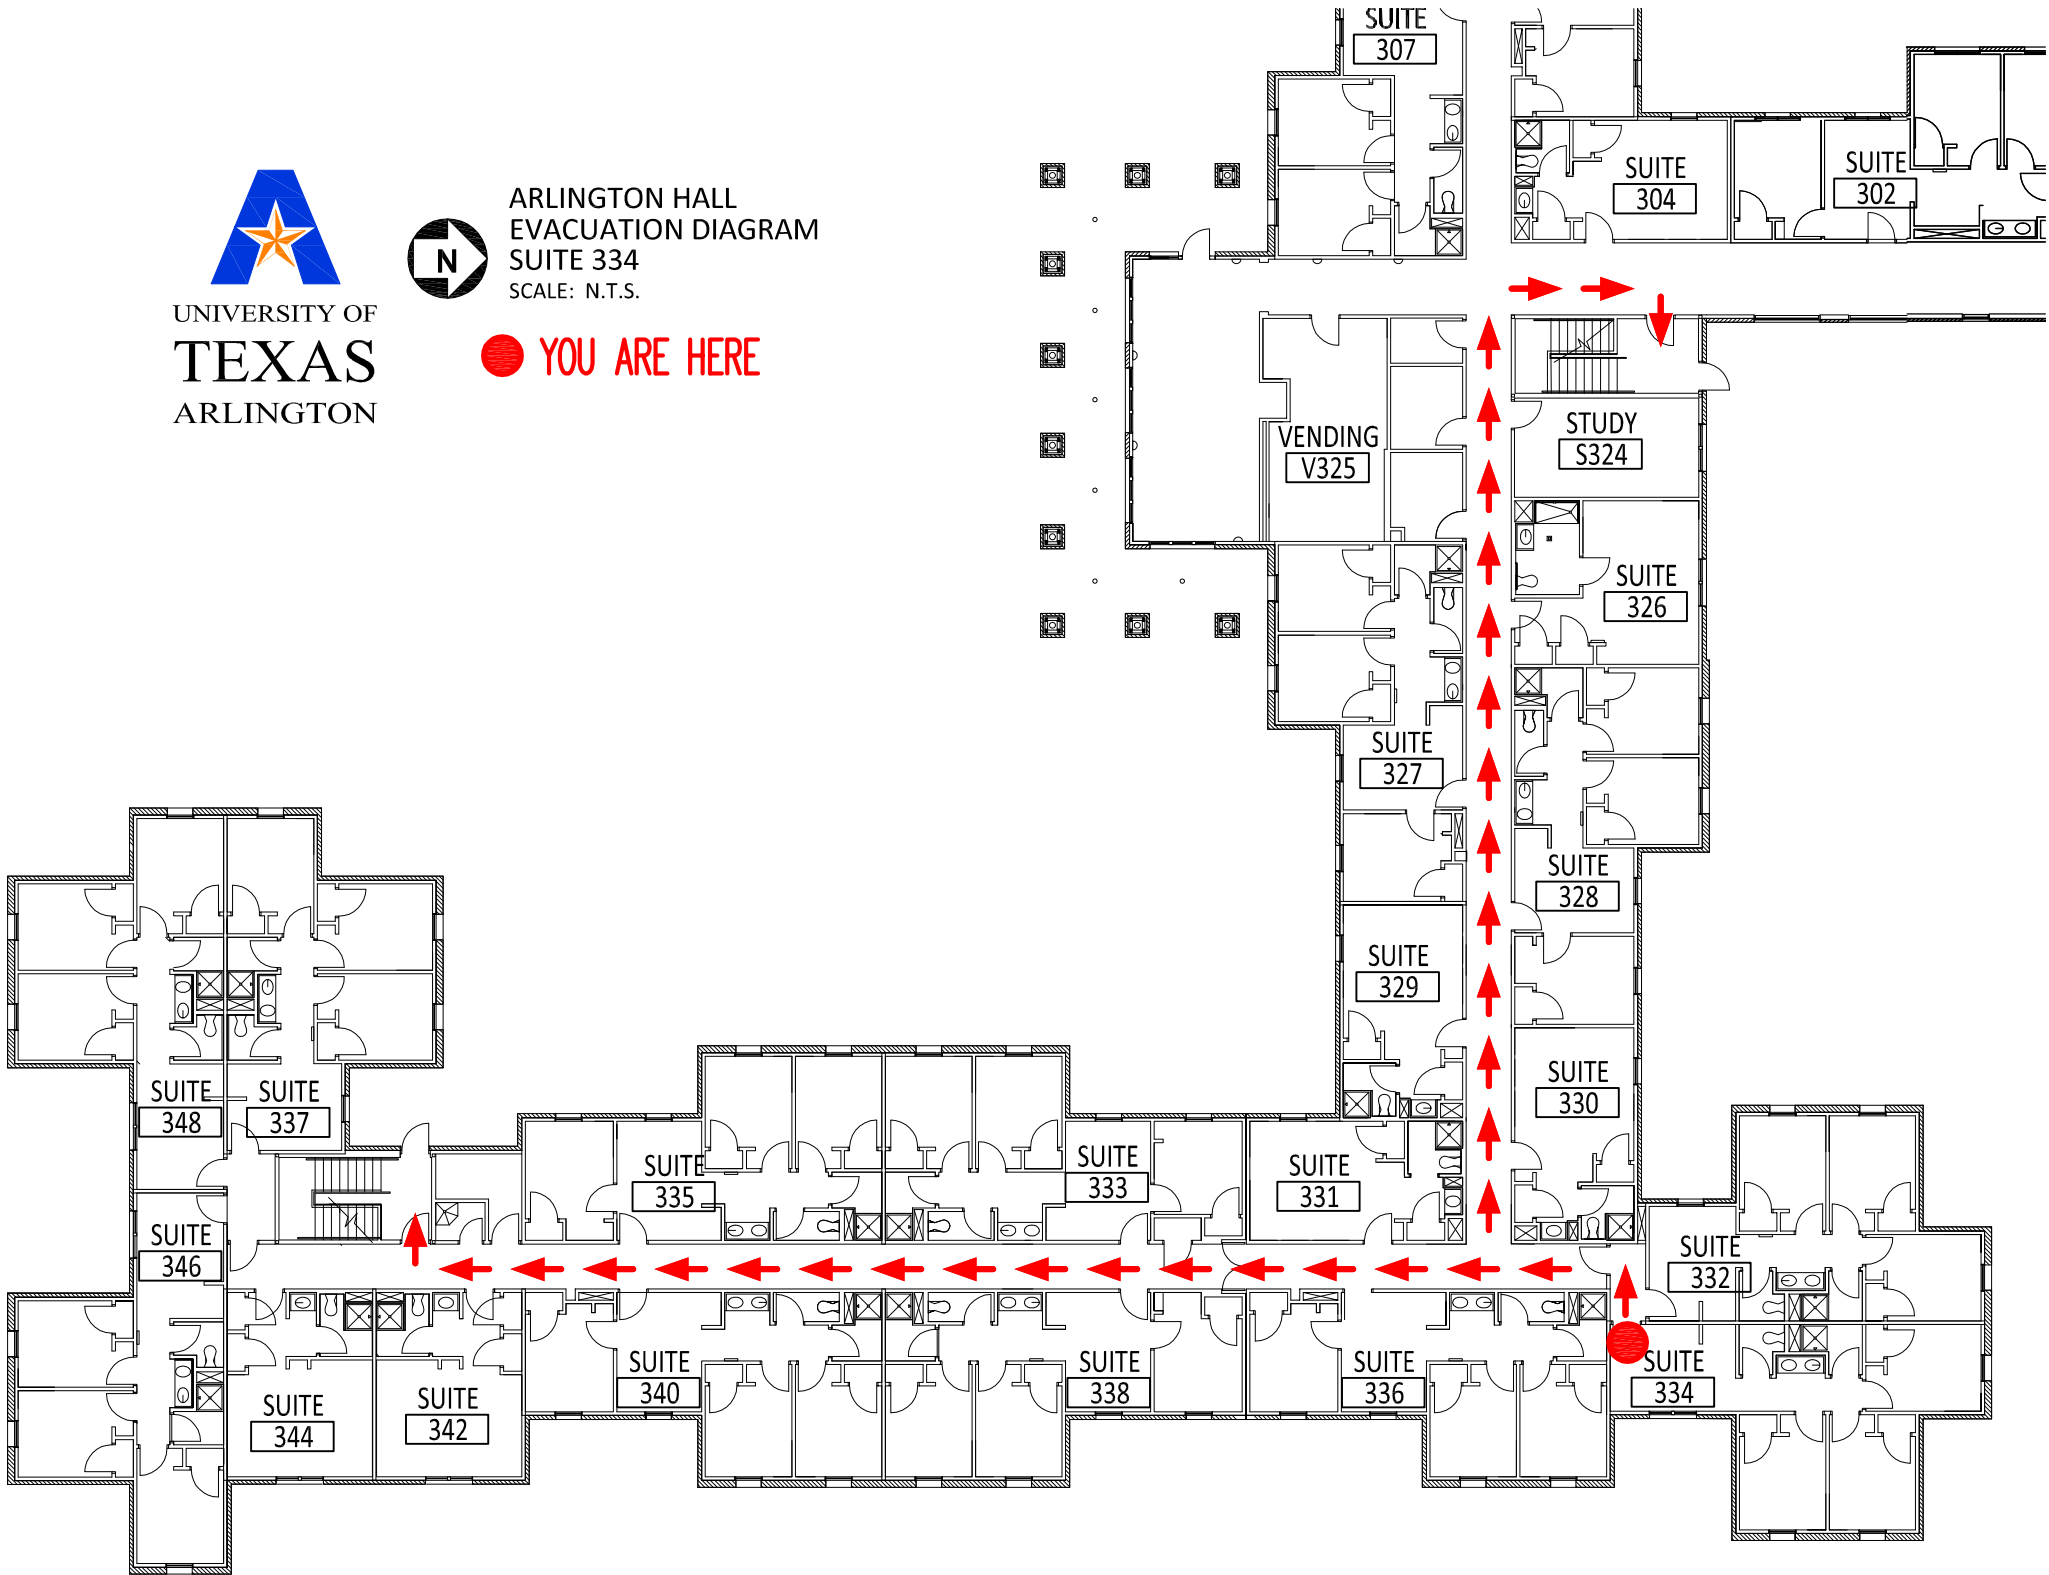 SUITE
307
SUITE
304
SUITE
302
UNIVERSITY OF
TEXAS
ARLINGTON
N
ARLINGTON HALL
EVACUATION DIAGRAM
SUITE 334
SCALE: N.T.S.
YOU ARE HERE
VENDING
V325
STUDY
S324
SUITE
326
SUITE
327
SUITE
328
SUITE
329
SUITE
330
SUITE
348
SUITE
337
SUITE
335
SUITE
333
SUITE
331
SUITE
346
SUITE
332
SUITE
344
SUITE
342
SUITE
340
SUITE
338
SUITE
336
SUITE
334